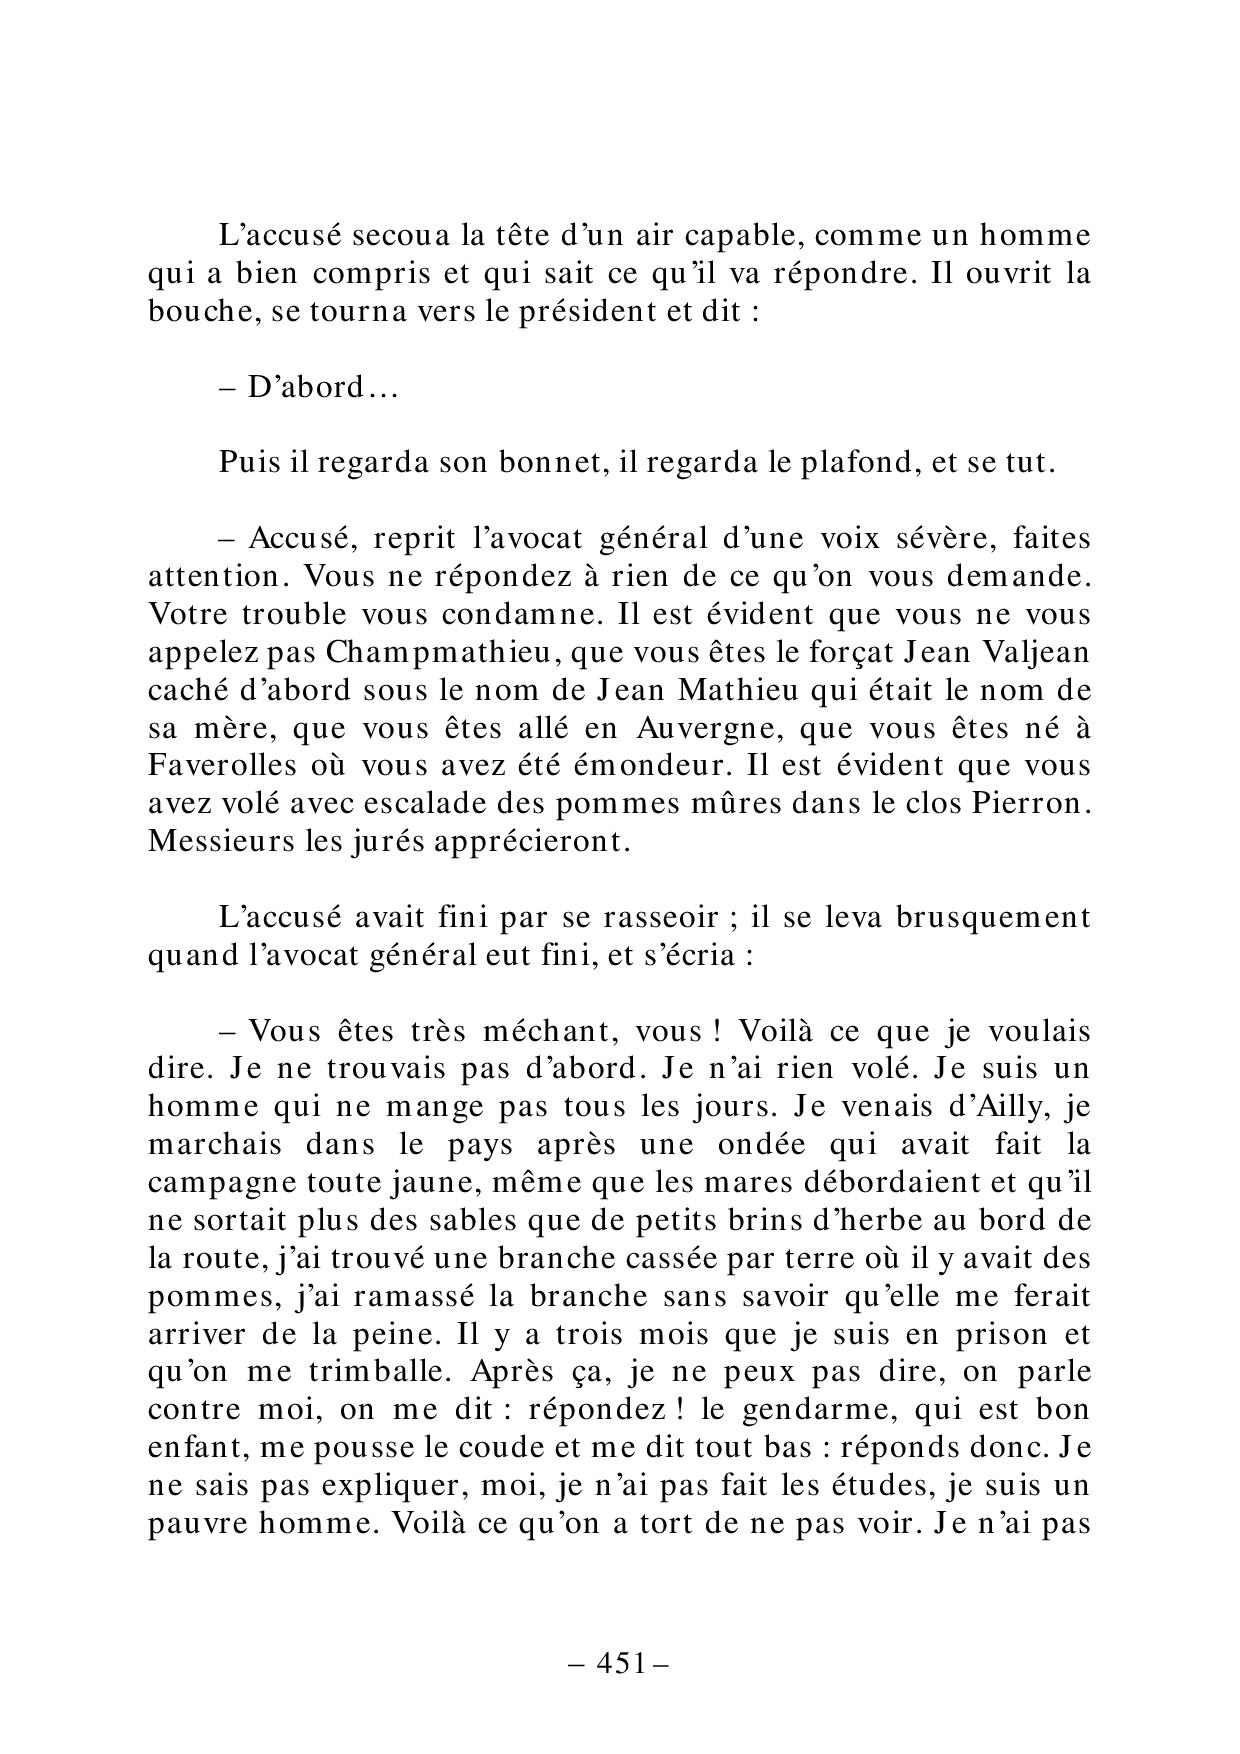 L’accusé secoua la tête d’un air capable, comme un homme
qui a bien compris et qui sait ce qu’il va répondre. Il ouvrit la
bouche, se tourna vers le président et dit :
– D’abord…
Puis il regarda son bonnet, il regarda le plafond, et se tut.
– Accusé, reprit l’avocat général d’une voix sévère, faites
attention. Vous ne répondez à rien de ce qu’on vous demande.
Votre trouble vous condamne. Il est évident que vous ne vous
appelez pas Champmathieu, que vous êtes le forçat Jean Valjean
caché d’abord sous le nom de Jean Mathieu qui était le nom de
sa mère, que vous êtes allé en Auvergne, que vous êtes né à
Faverolles où vous avez été émondeur. Il est évident que vous
avez volé avec escalade des pommes mûres dans le clos Pierron.
Messieurs les jurés apprécieront.
L’accusé avait fini par se rasseoir ; il se leva brusquement
quand l’avocat général eut fini, et s’écria :
– Vous êtes très méchant, vous ! Voilà ce que je voulais
dire. Je ne trouvais pas d’abord. Je n’ai rien volé. Je suis un
homme qui ne mange pas tous les jours. Je venais d’Ailly, je
marchais dans le pays après une ondée qui avait fait la
campagne toute jaune, même que les mares débordaient et qu’il
ne sortait plus des sables que de petits brins d’herbe au bord de
la route, j’ai trouvé une branche cassée par terre où il y avait des
pommes, j’ai ramassé la branche sans savoir qu’elle me ferait
arriver de la peine. Il y a trois mois que je suis en prison et
qu’on me trimballe. Après ça, je ne peux pas dire, on parle
contre moi, on me dit : répondez ! le gendarme, qui est bon
enfant, me pousse le coude et me dit tout bas : réponds donc. Je
ne sais pas expliquer, moi, je n’ai pas fait les études, je suis un
pauvre homme. Voilà ce qu’on a tort de ne pas voir. Je n’ai pas
– 451 –